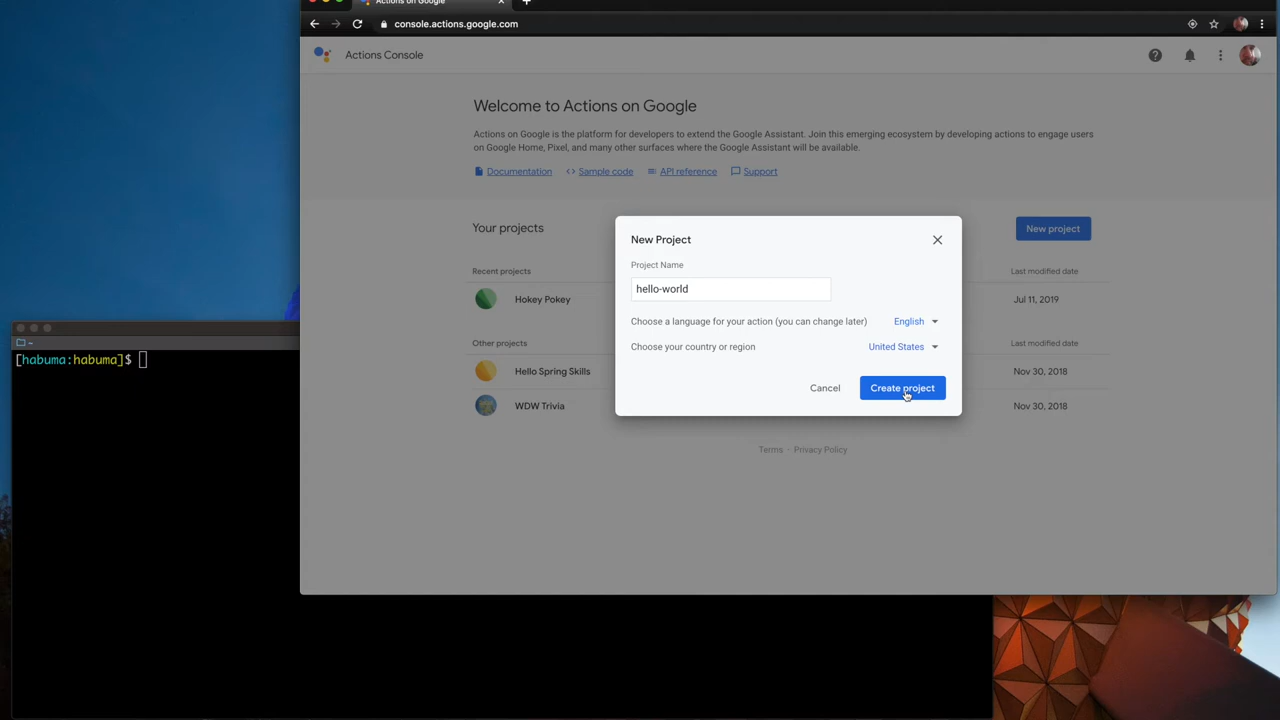 Actions on Google
console.actions.google.com
Actions Console
Welcome to Actions on Google
Actions on Google is the platform for developers to extend the Google Assistant. Join this emerging ecosystem by developing actions to engage users
on Google Home, Pixel, and many other surfaces where the Google Assistant will be available.
Documentation <> Sample code API reference Support
Your projects
New project
Recent projects Last modified date
Hokey Pokey Jul 11, 2019
Other projects Last modified date
Hello Spring Skills Nov 30, 2018
WDW Trivia Nov 30, 2018
Terms – Privacy Policy
New Project
Project Name
hello-world
Choose a language for your action (you can change later) English
Choose your country or region United States
Cancel Create project
~
[habuma:habuma]$